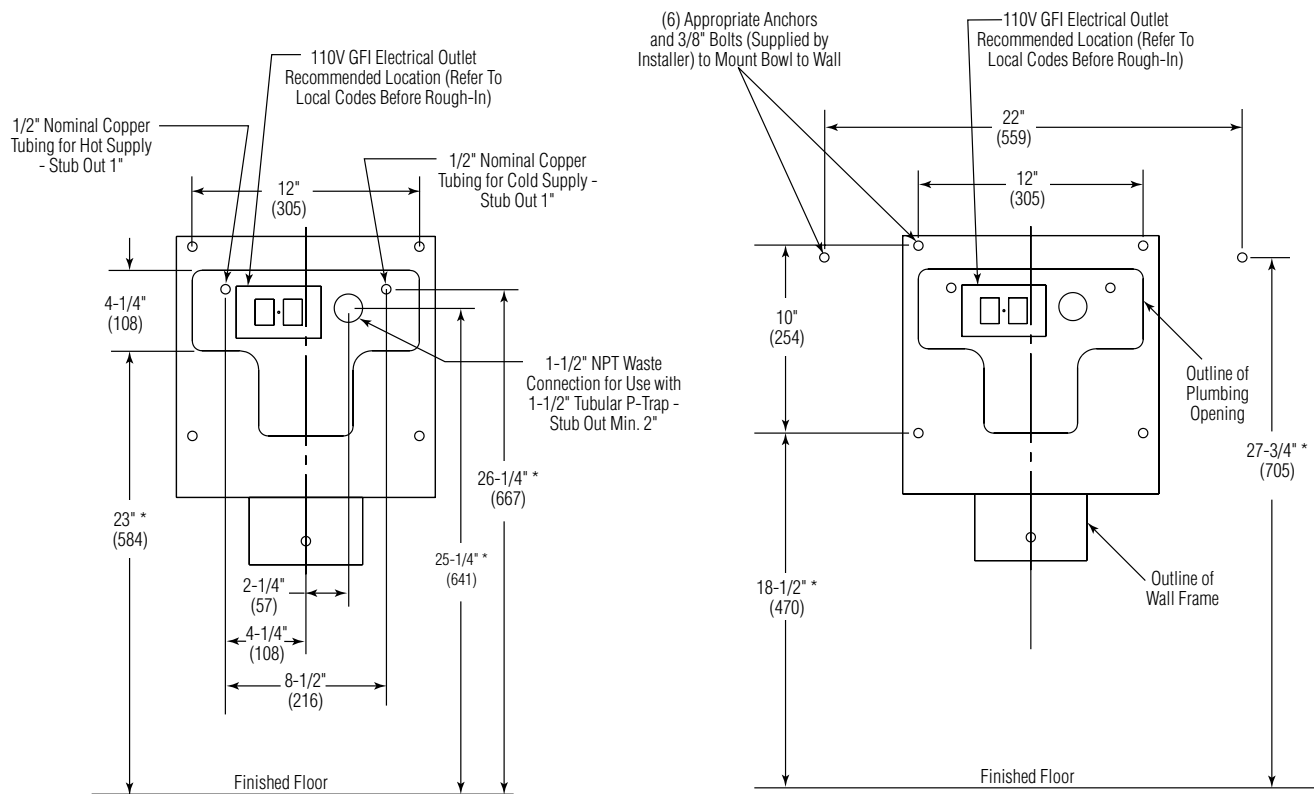 110V GFI Electrical Outlet
Recommended Location (Refer To
Local Codes Before Rough-In)
1/2" Nominal Copper
Tubing for Hot Supply
- Stub Out 1"
1/2" Nominal Copper
Tubing for Cold Supply -
Stub Out 1"
12"
(305)
4-1/4"
(108)
1-1/2" NPT Waste
Connection for Use with
1-1/2" Tubular P-Trap -
Stub Out Min. 2"
26-1/4" *
(667)
23" *
(584)
25-1/4" *
(641)
2-1/4"
(57)
4-1/4"
(108)
8-1/2"
(216)
Finished Floor
(6) Appropriate Anchors
and 3/8" Bolts (Supplied by
Installer) to Mount Bowl to Wall
110V GFI Electrical Outlet
Recommended Location (Refer To
Local Codes Before Rough-In)
22"
(559)
12"
(305)
10"
(254)
Outline of
Plumbing
Opening
27-3/4" *
(705)
18-1/2" *
(470)
Outline of
Wall Frame
Finished Floor